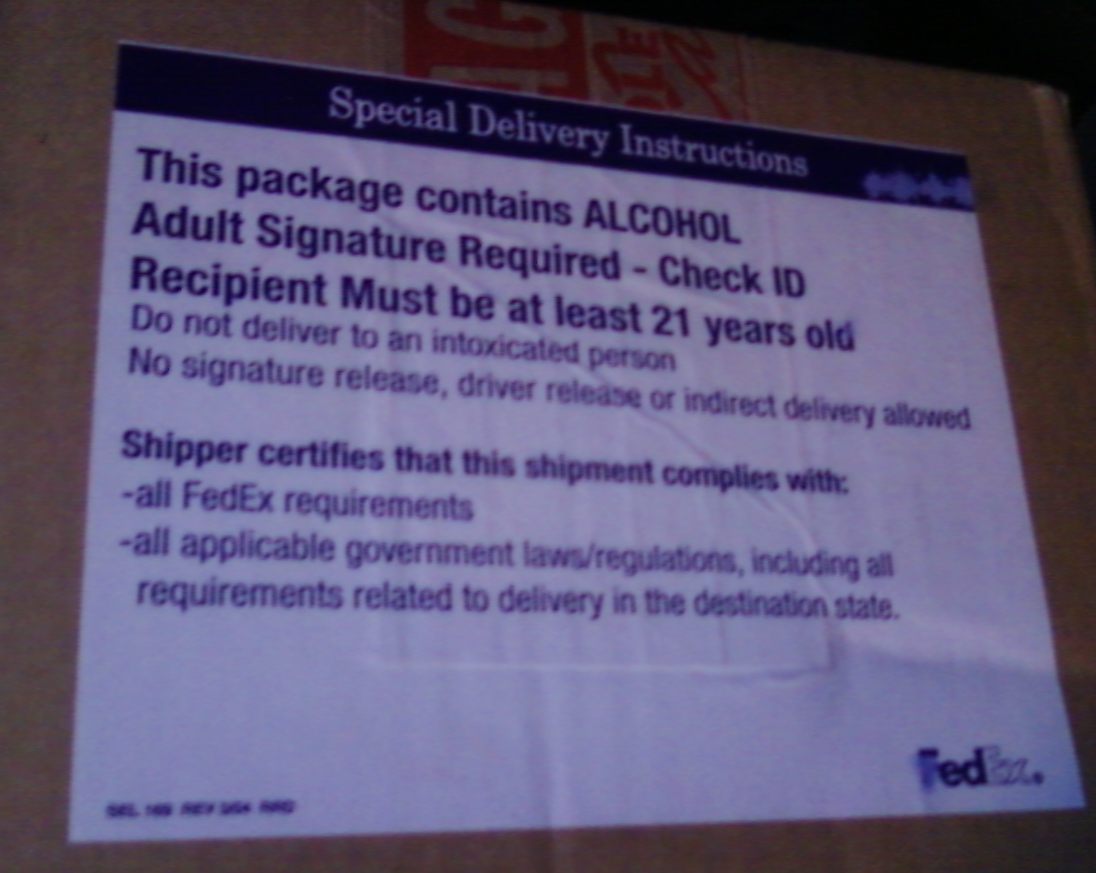 Special Delivery Instructions
This package contains ALCOHOL
Adult Signature Required - Check ID
Recipient Must be at least 21 years old
Do not deliver to an intoxicated person
No signature release, driver release or indirect delivery allowed
Shipper certifies that this shipment complies with:
-all FedEx requirements
-all applicable government laws/regulations, including all
requirements related to delivery in the destination state.
FedEx.